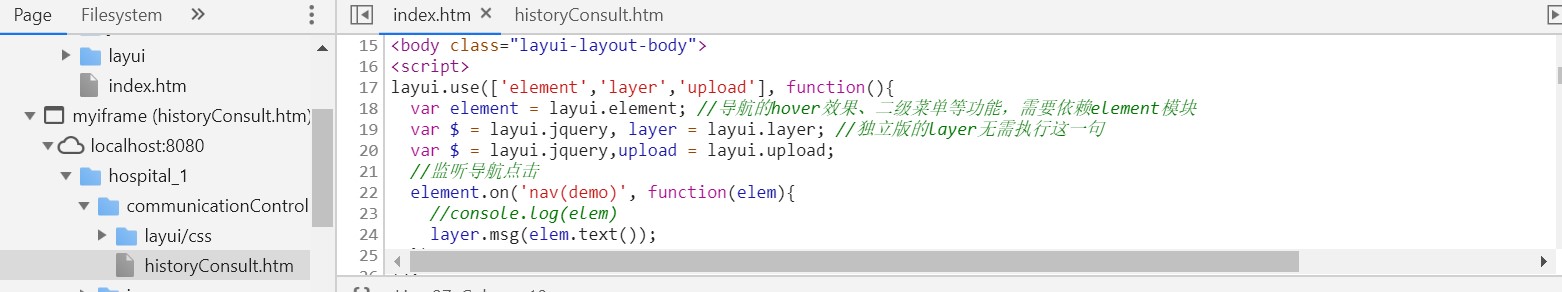 Page Filesystem » index.htm × historyConsult.htm
layui
index.htm
myiframe (historyConsult.htm)
localhost:8080
hospital_1
communicationControl
layui/css
historyConsult.htm
15 <body class="layui-layout-body">
16 <script>
17 layui.use(['element','layer','upload'], function(){
18 var element = layui.element; //导航的hover效果、二级菜单等功能，需要依赖element模块
19 var $ = layui.jquery, layer = layui.layer; //独立版的layer无需执行这一句
20 var $ = layui.jquery,upload = layui.upload;
21 //监听导航点击
22 element.on('nav(demo)', function(elem){
23 //console.log(elem)
24 layer.msg(elem.text());
25